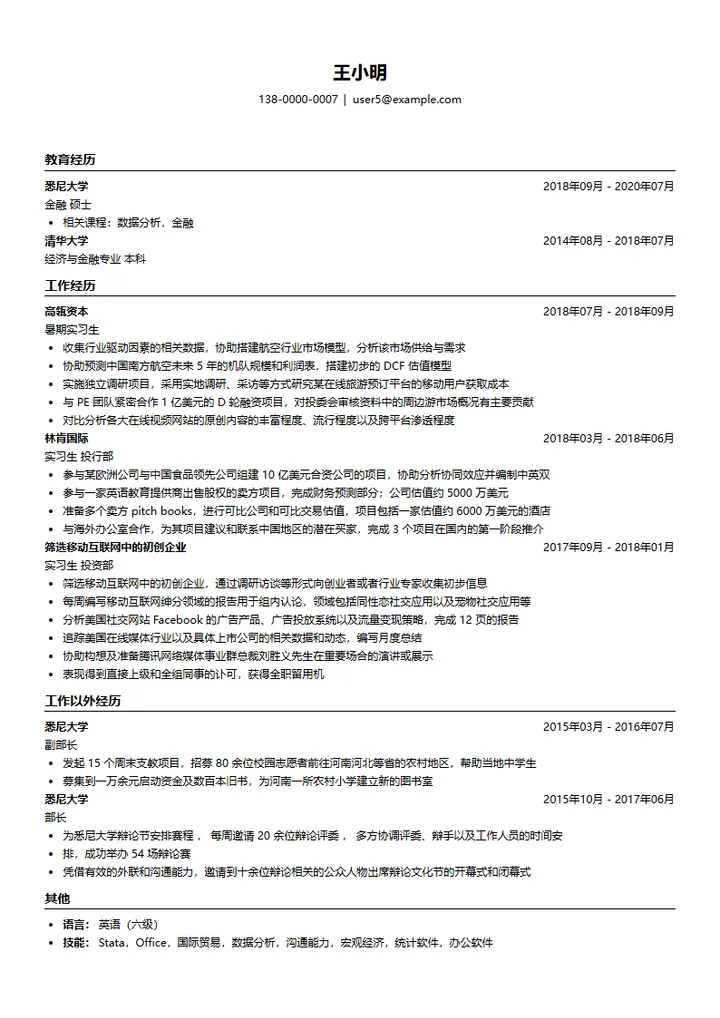 王小明
138-0000-0007 | user5@example.com
教育经历
悉尼大学 2018年09月 - 2020年07月
金融 硕士
• 相关课程：数据分析，金融
清华大学 2014年08月 - 2018年07月
经济与金融专业 本科
工作经历
高瓴资本 2018年07月 - 2018年09月
暑期实习生
• 收集行业驱动因素的相关数据，协助搭建航空行业市场模型，分析该市场供给与需求
• 协助预测中国南方航空未来 5 年的机队规模和利润表，搭建初步的 DCF 估值模型
• 实施独立调研项目，采用实地调研、采访等方式研究某在线旅游预订平台的移动用户获取成本
• 与 PE 团队紧密合作 1 亿美元的 D 轮融资项目，对投委会审核资料中的周边游市场概况有主要贡献
• 对比分析各大在线视频网站的原创内容的丰富程度、流行程度以及跨平台渗透程度
林肯国际 2018年03月 - 2018年06月
实习生 投行部
• 参与某欧洲公司与中国食品领先公司组建 10 亿美元合资公司的项目，协助分析协同效应并编制中英双
• 参与一家英语教育提供商出售股权的卖方项目，完成财务预测部分；公司估值约 5000 万美元
• 准备多个卖方 pitch books，进行可比公司和可比交易估值，项目包括一家估值约 6000 万美元的酒店
• 与海外办公室合作，为其项目建议和联系中国地区的潜在买家，完成 3 个项目在国内的第一阶段推介
筛选移动互联网中的初创企业 2017年09月 - 2018年01月
实习生 投资部
• 筛选移动互联网中的初创企业，通过调研访谈等形式向创业者或者行业专家收集初步信息
• 每周编写移动互联网绅分领域的报告用于组内认论，领域包括同性恋社交应用以及宠物社交应用等
• 分析美国社交网站 Facebook 的广告产品、广告投放系统以及流量变现策略，完成 12 页的报告
• 追踪美国在线媒体行业以及具体上市公司的相关数据和动态，编写月度总结
• 协助构想及准备腾讯网络媒体事业群总裁刘胜义先生在重要场合的演讲或展示
• 表现得到直接上级和全组同事的讣可，获得全职留用机
工作以外经历
悉尼大学 2015年03月 - 2016年07月
副部长
• 发起 15 个周末支教项目，招募 80 余位校园志愿者前往河南河北等省的农村地区，帮助当地中学生
• 募集到一万余元启动资金及数百本旧书，为河南一所农村小学建立新的图书室
悉尼大学 2015年10月 - 2017年06月
部长
• 为悉尼大学辩论节安排赛程 ， 每周邀请 20 余位辩论评委 ， 多方协调评委、辩手以及工作人员的时间安
• 排，成功举办 54 场辩论赛
• 凭借有效的外联和沟通能力，邀请到十余位辩论相关的公众人物出席辩论文化节的开幕式和闭幕式
其他
• 语言： 英语（六级）
• 技能： Stata，Office，国际贸易，数据分析，沟通能力，宏观经济，统计软件，办公软件